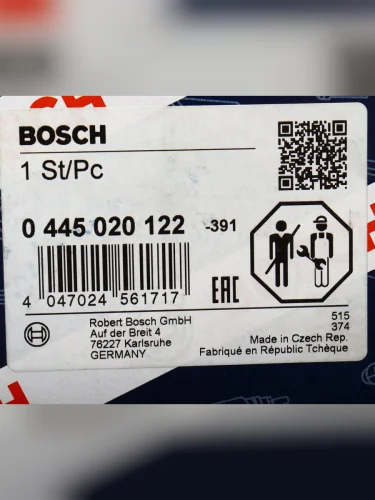 BOSCH
1 St/Pc
0 445 020 122 -391
4 047024 561717
EAC
Robert Bosch GmbH
Auf der Breit 4
76227 Karlsruhe
GERMANY
515
374
Made in Czech Rep.
Fabriqué en République Tchèque